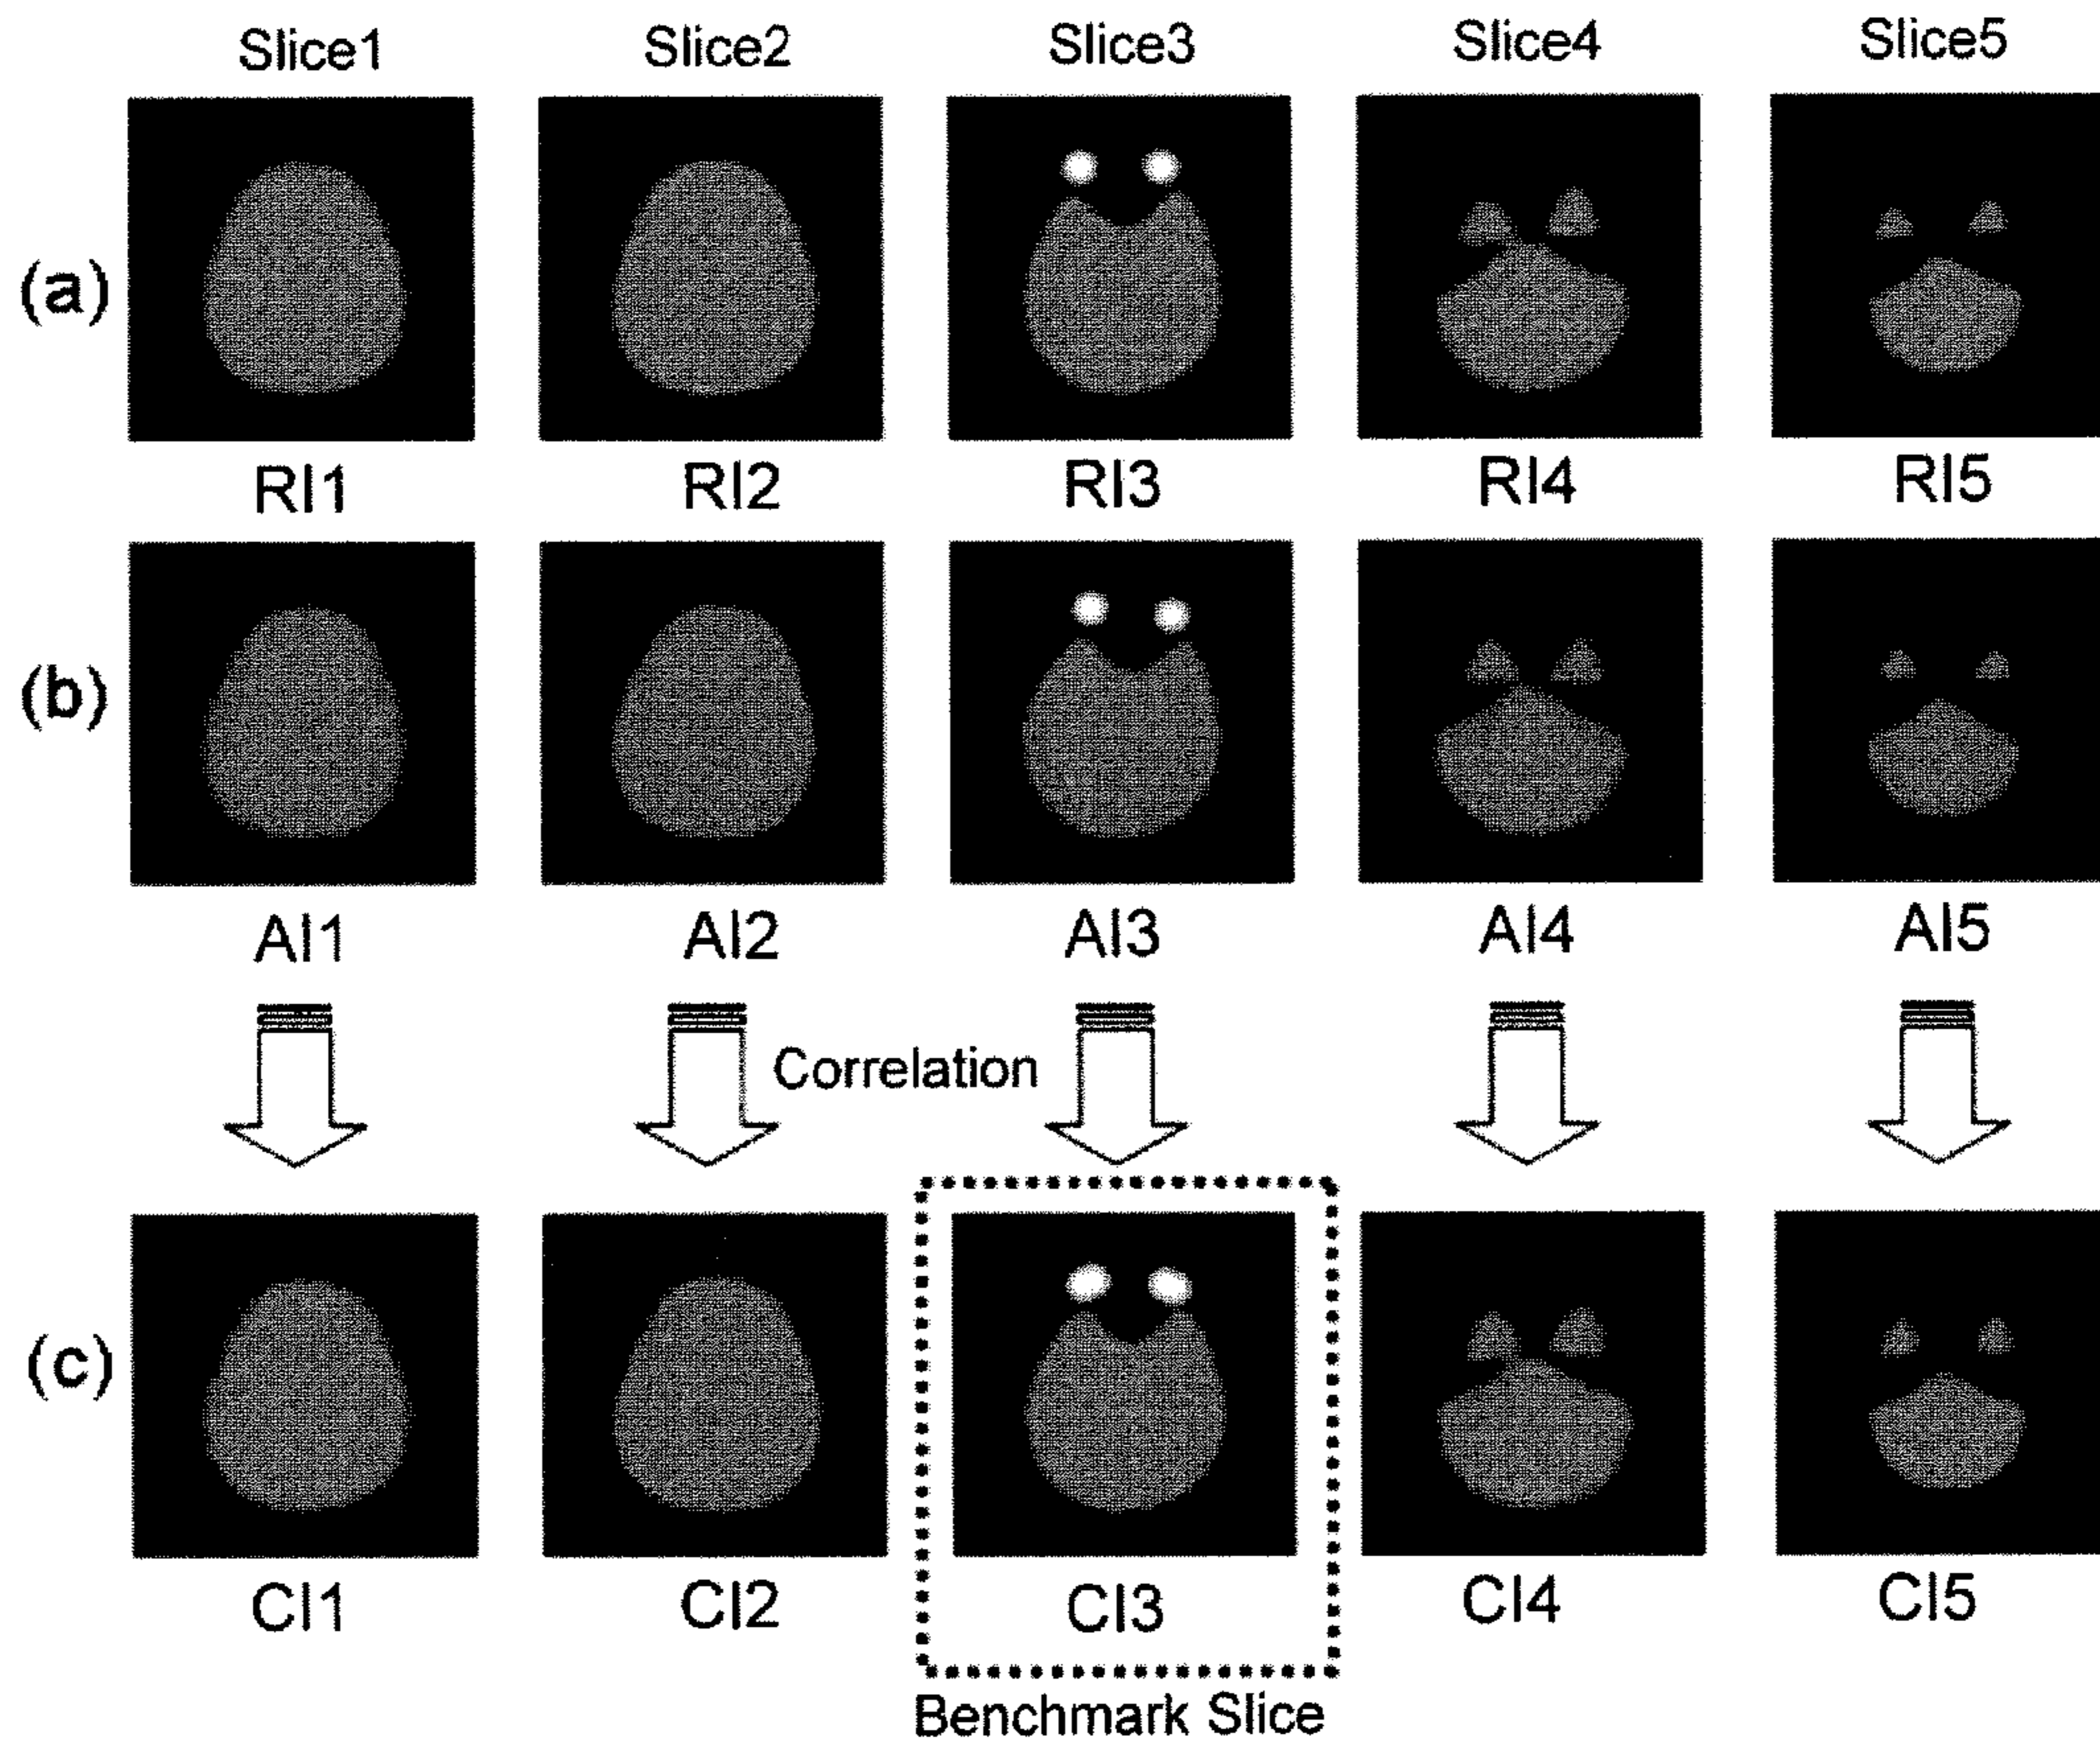 Slice1 Slice2 Slice3 Slice4 Slice5
(a)
RI1 RI2 RI3 RI4 RI5
(b)
AI1 AI2 AI3 AI4 AI5
Correlation
(c)
CI1 CI2 CI3 CI4 CI5
Benchmark Slice